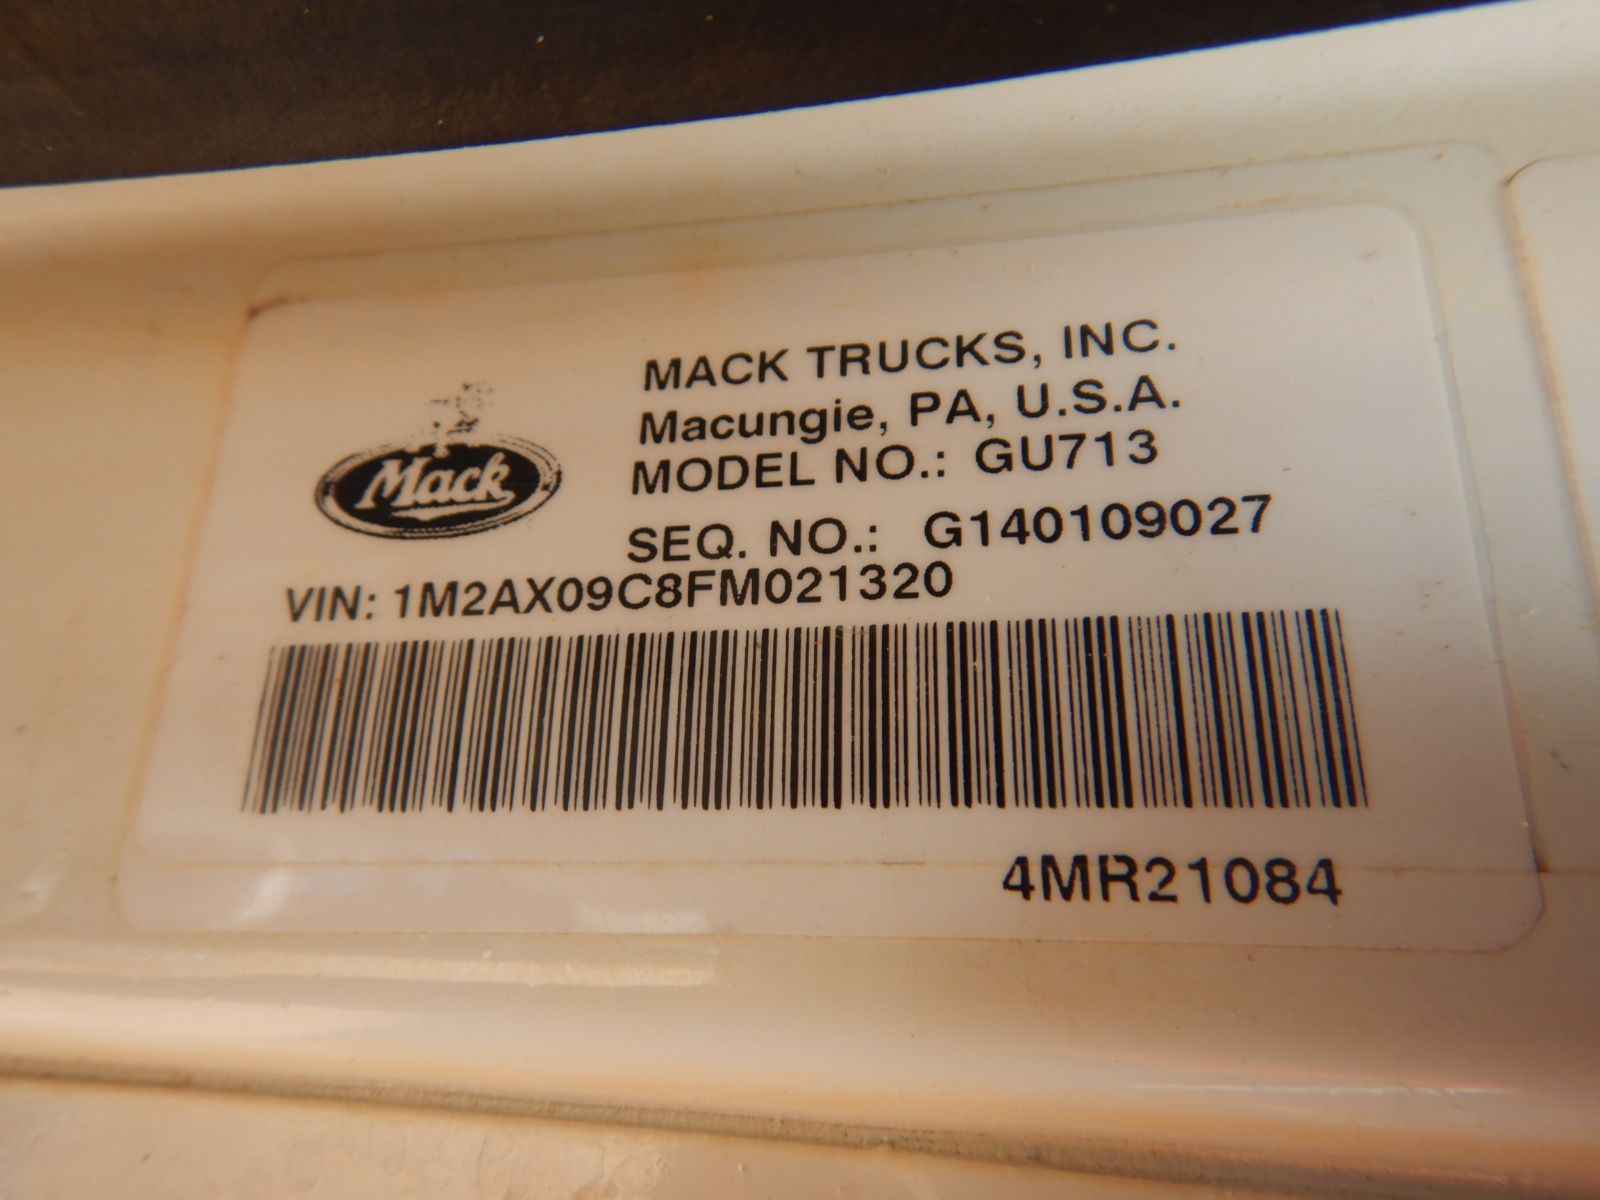 MACK TRUCKS, INC.
Macungie, PA, U.S.A.
MODEL NO.: GU713
Mack
SEQ. NO.: G140109027
VIN: 1M2AX09C8FM021320
4MR21084